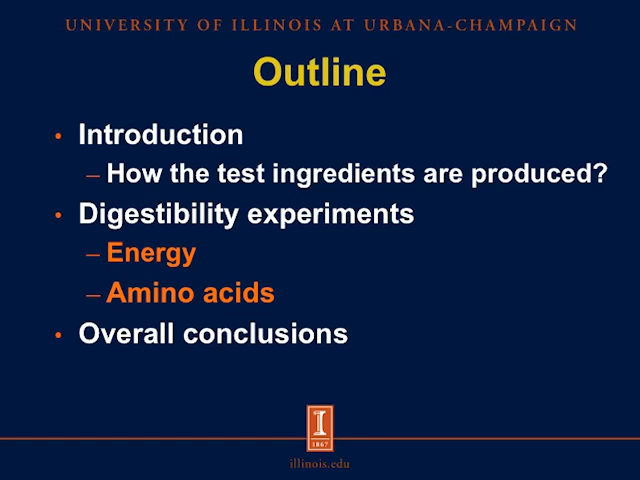 UNIVERSITY OF ILLINOIS AT URBANA-CHAMPAIGN
Outline
• Introduction
– How the test ingredients are produced?
• Digestibility experiments
– Energy
– Amino acids
• Overall conclusions
I
1867
illinois.edu